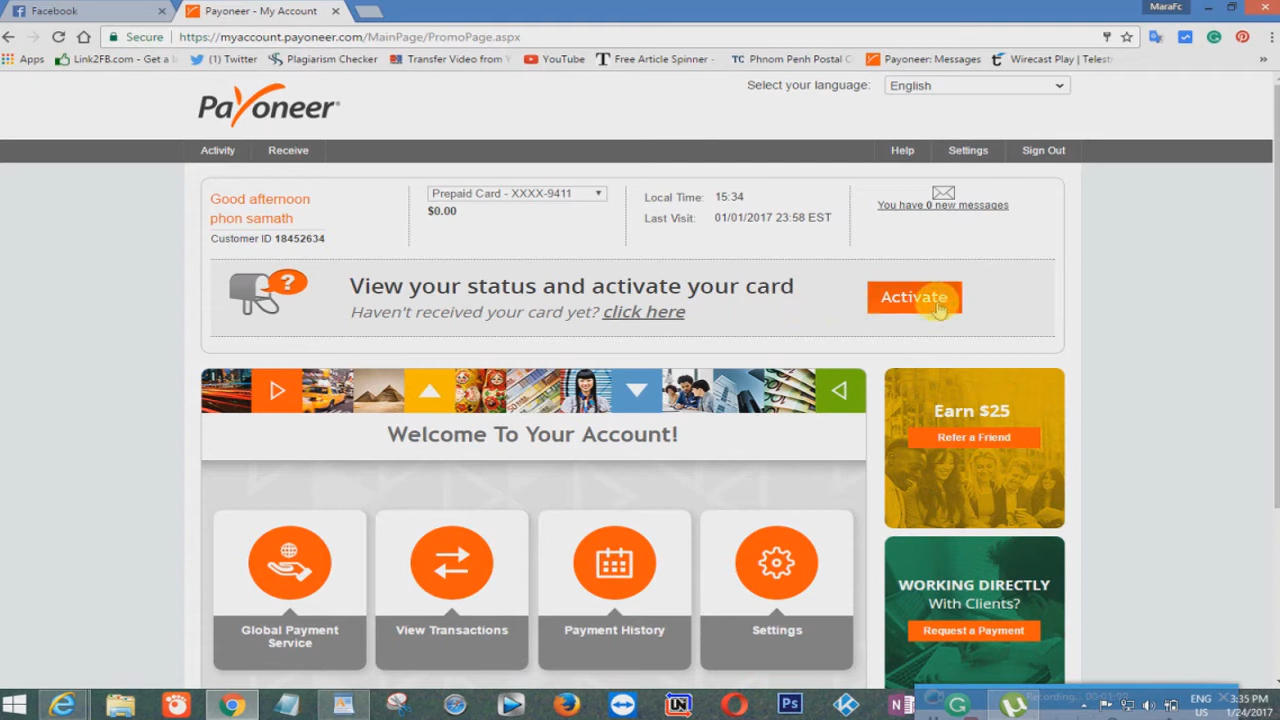 Facebook
Payoneer - My Account
MaraFc
Secure
https://myaccount.payoneer.com/MainPage/PromoPage.aspx
Apps
Link2FB.com - Get a l
(1) Twitter
Plagiarism Checker
Transfer Video from Y
YouTube
Free Article Spinner -
TC Phnom Penh Postal C
Payoneer: Messages
Wirecast Play | Telest
»
Payoneer
Select your language:
English
Activity
Receive
Help
Settings
Sign Out
Good afternoon
phon samath
Customer ID 18452634
Prepaid Card - XXXX-9411
$0.00
Local Time: 15:34
Last Visit: 01/01/2017 23:58 EST
You have 0 new messages
?
View your status and activate your card
Haven't received your card yet? click here
Activate
Welcome To Your Account!
Earn $25
Refer a Friend
Global Payment
Service
View Transactions
Payment History
Settings
WORKING DIRECTLY
With Clients?
Request a Payment
Recording...
ENG
US
3:35 PM
1/24/2017